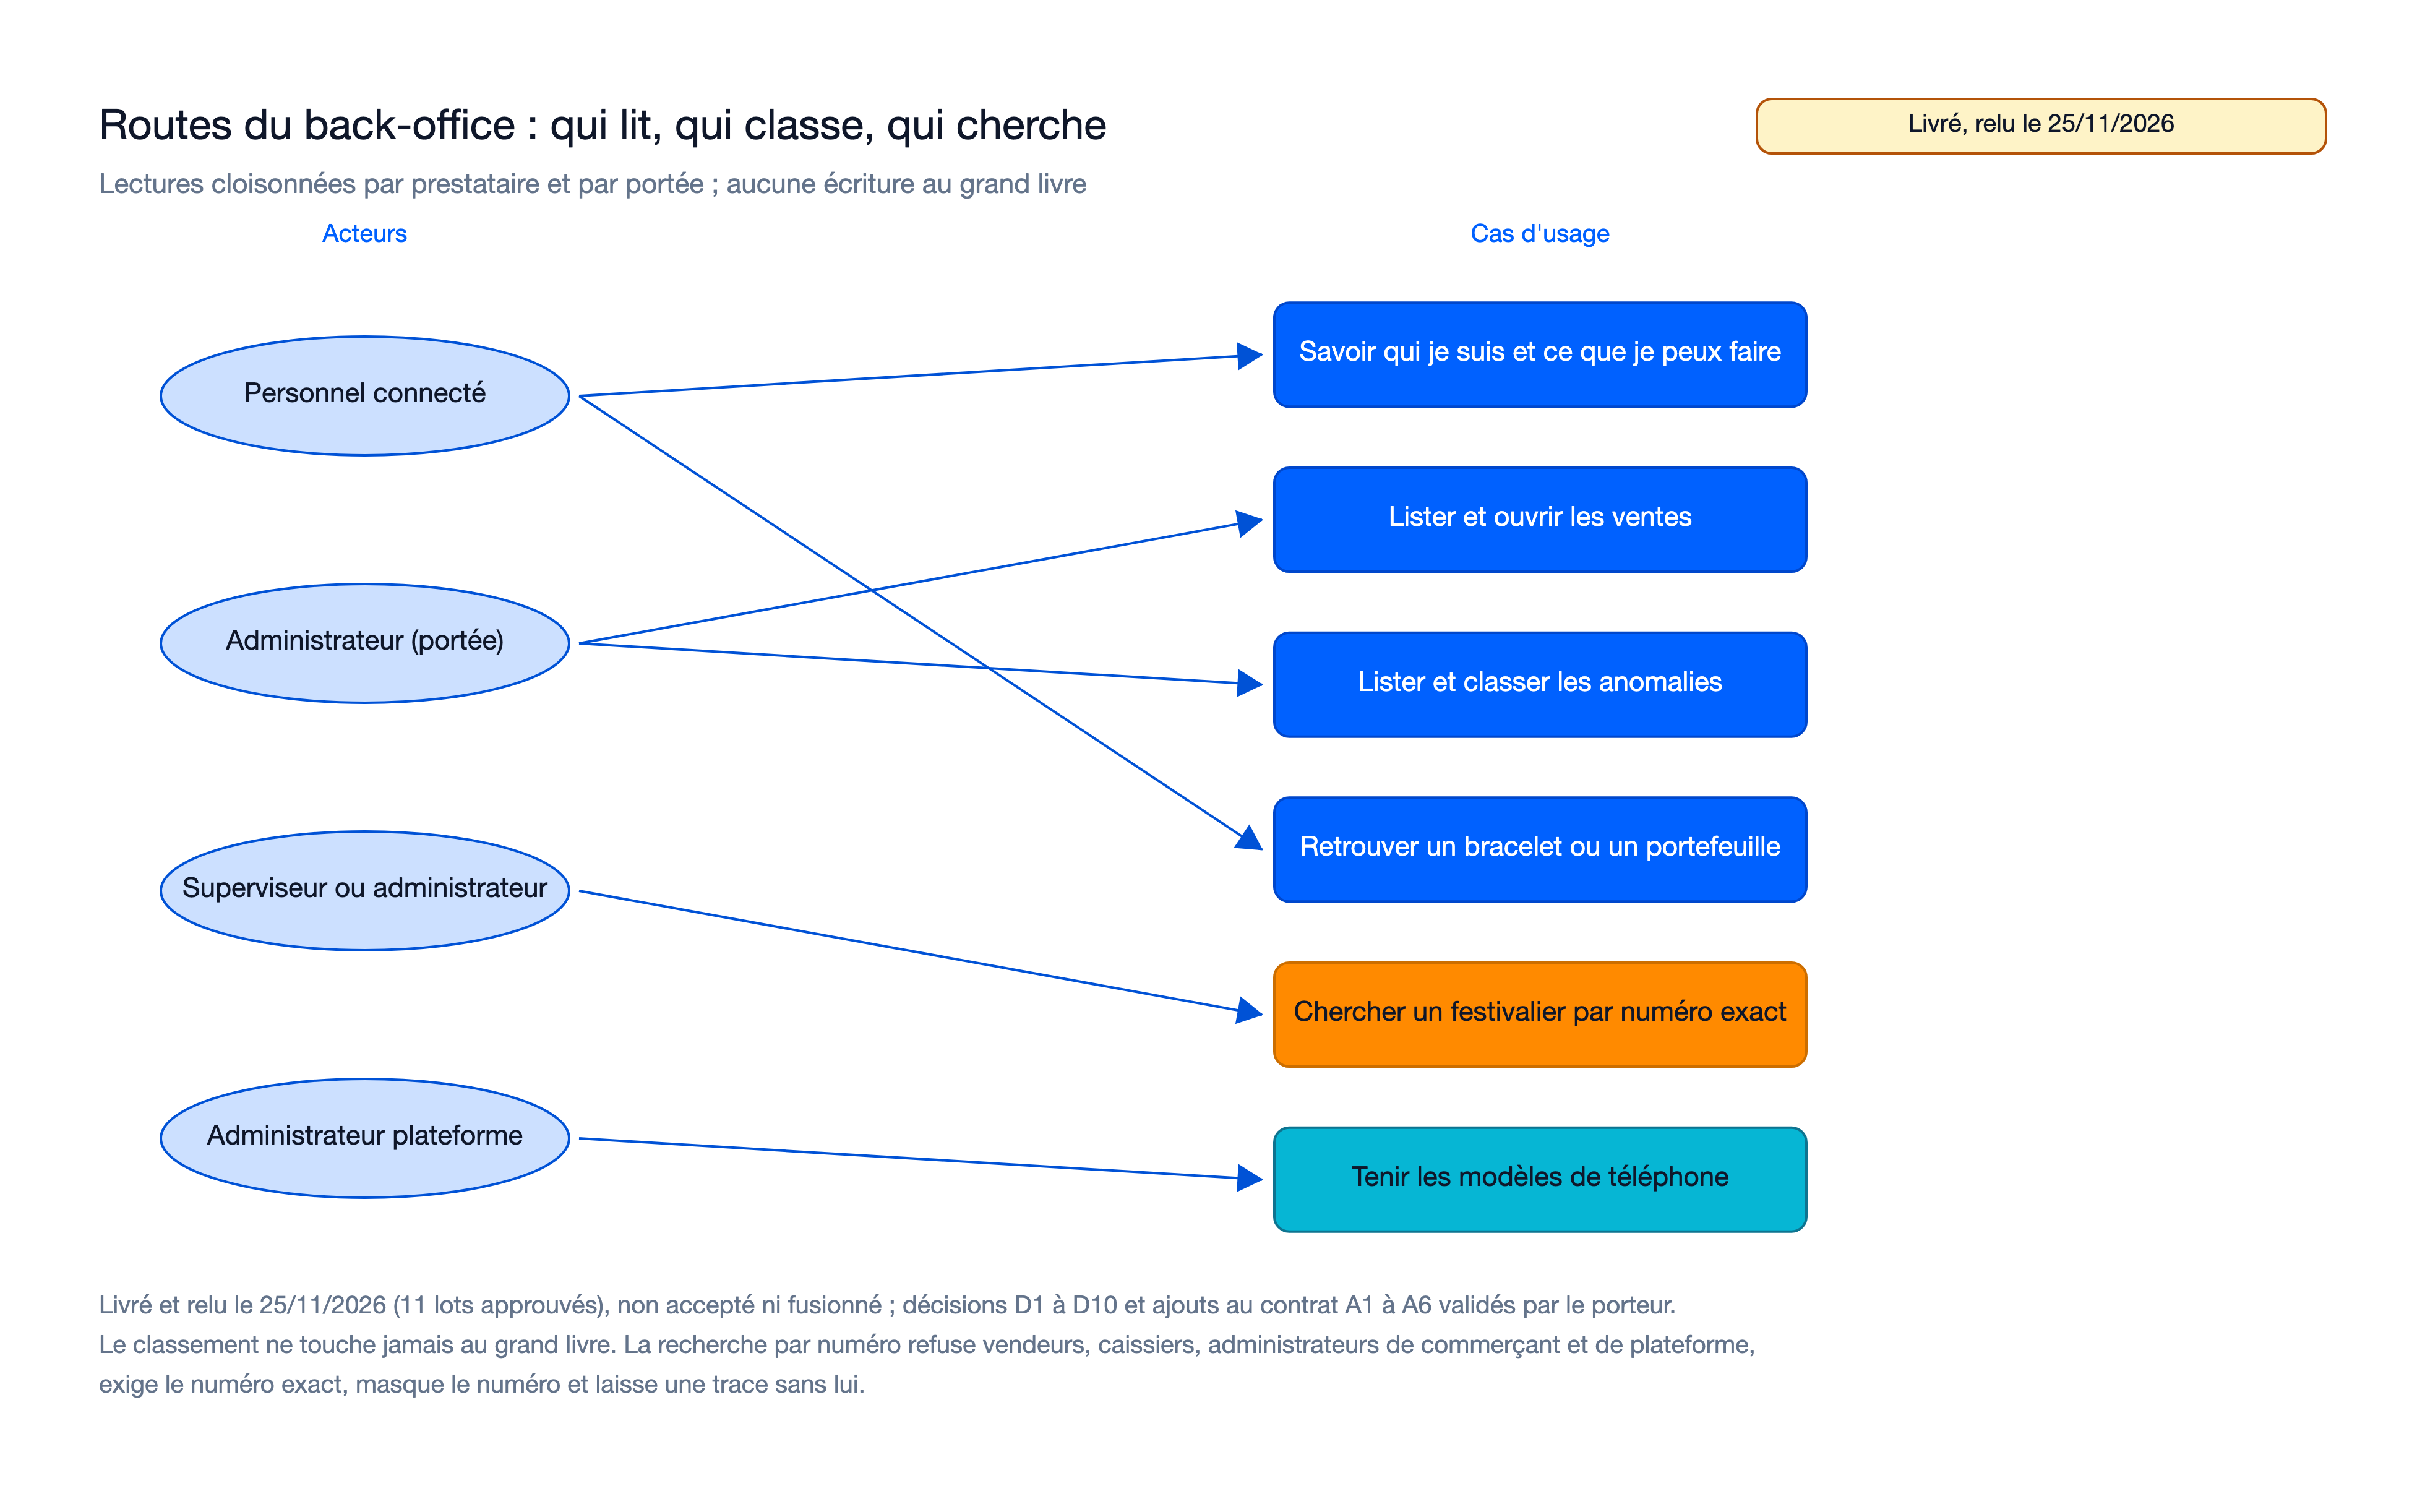 Routes du back-office : qui lit, qui classe, qui cherche
Livré, relu le 25/11/2026
Lectures cloisonnées par prestataire et par portée ; aucune écriture au grand livre
Acteurs
Cas d'usage
Personnel connecté
Administrateur (portée)
Superviseur ou administrateur
Administrateur plateforme
Savoir qui je suis et ce que je peux faire
Lister et ouvrir les ventes
Lister et classer les anomalies
Retrouver un bracelet ou un portefeuille
Chercher un festivalier par numéro exact
Tenir les modèles de téléphone
Livré et relu le 25/11/2026 (11 lots approuvés), non accepté ni fusionné ; décisions D1 à D10 et ajouts au contrat A1 à A6 validés par le porteur.
Le classement ne touche jamais au grand livre. La recherche par numéro refuse vendeurs, caissiers, administrateurs de commerçant et de plateforme,
exige le numéro exact, masque le numéro et laisse une trace sans lui.